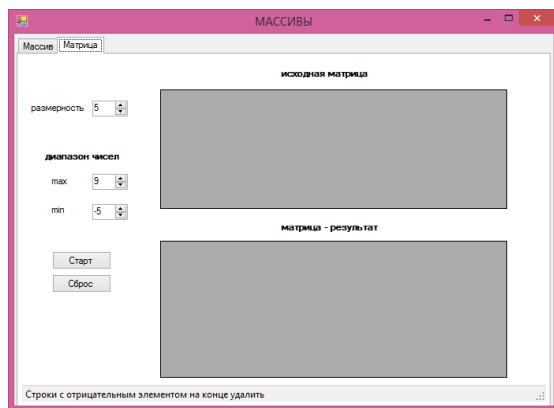 МАССИВЫ
Массив Матрица
исходная матрица
размерность 5
диапазон чисел
max 9
min -5
матрица - результат
Старт
Сброс
Строки с отрицательным элементом на конце удалить